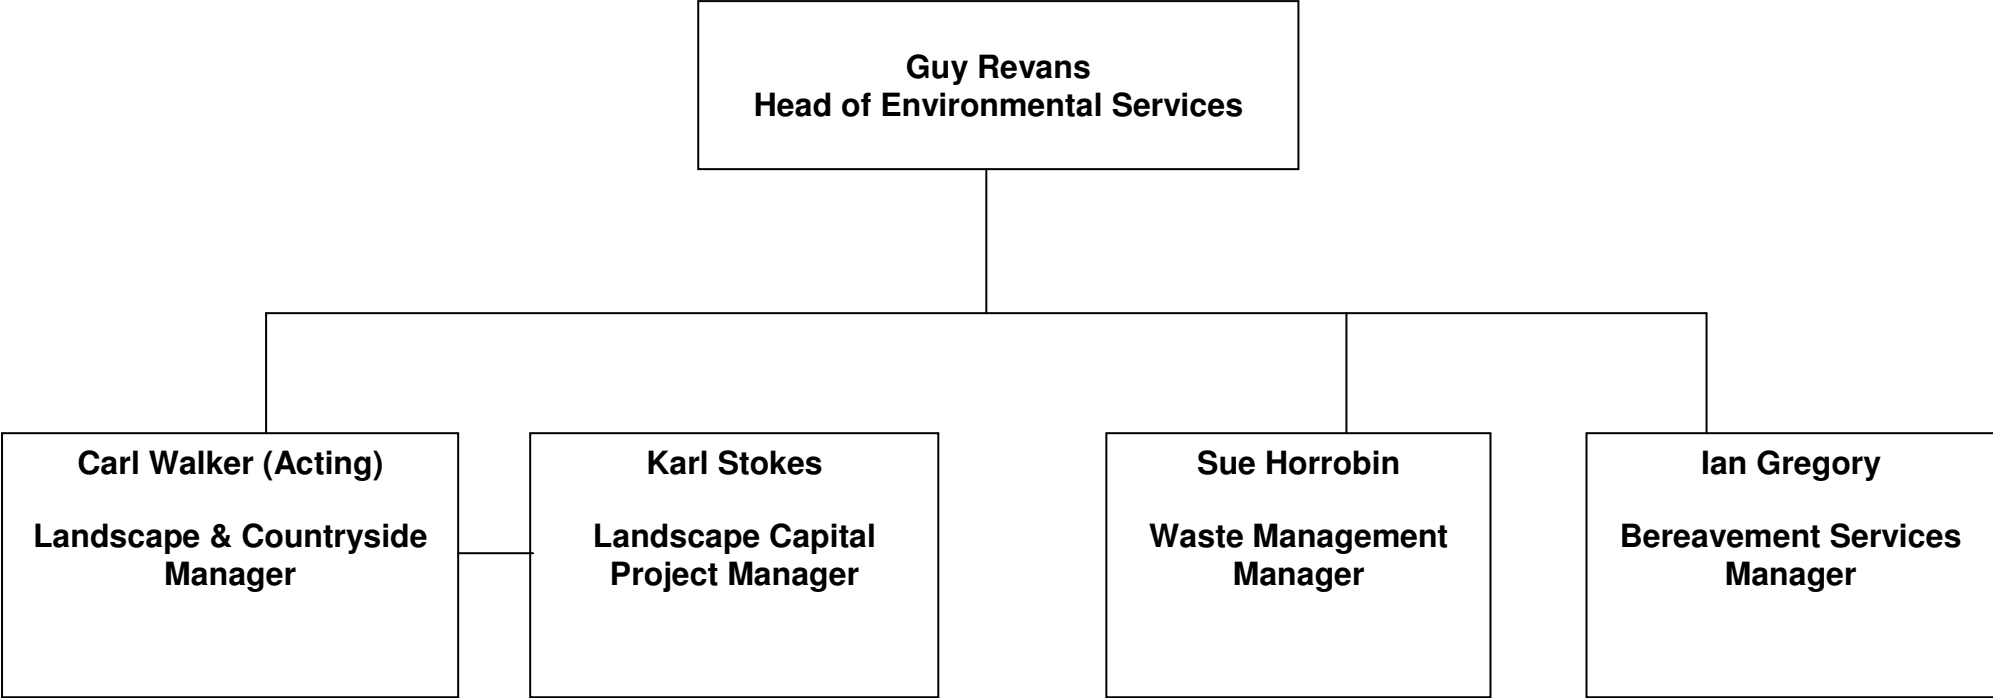 Guy Revans
Head of Environmental Services
Carl Walker (Acting)
Landscape & Countryside
Manager
Karl Stokes
Landscape Capital
Project Manager
Sue Horrobin
Waste Management
Manager
Ian Gregory
Bereavement Services
Manager